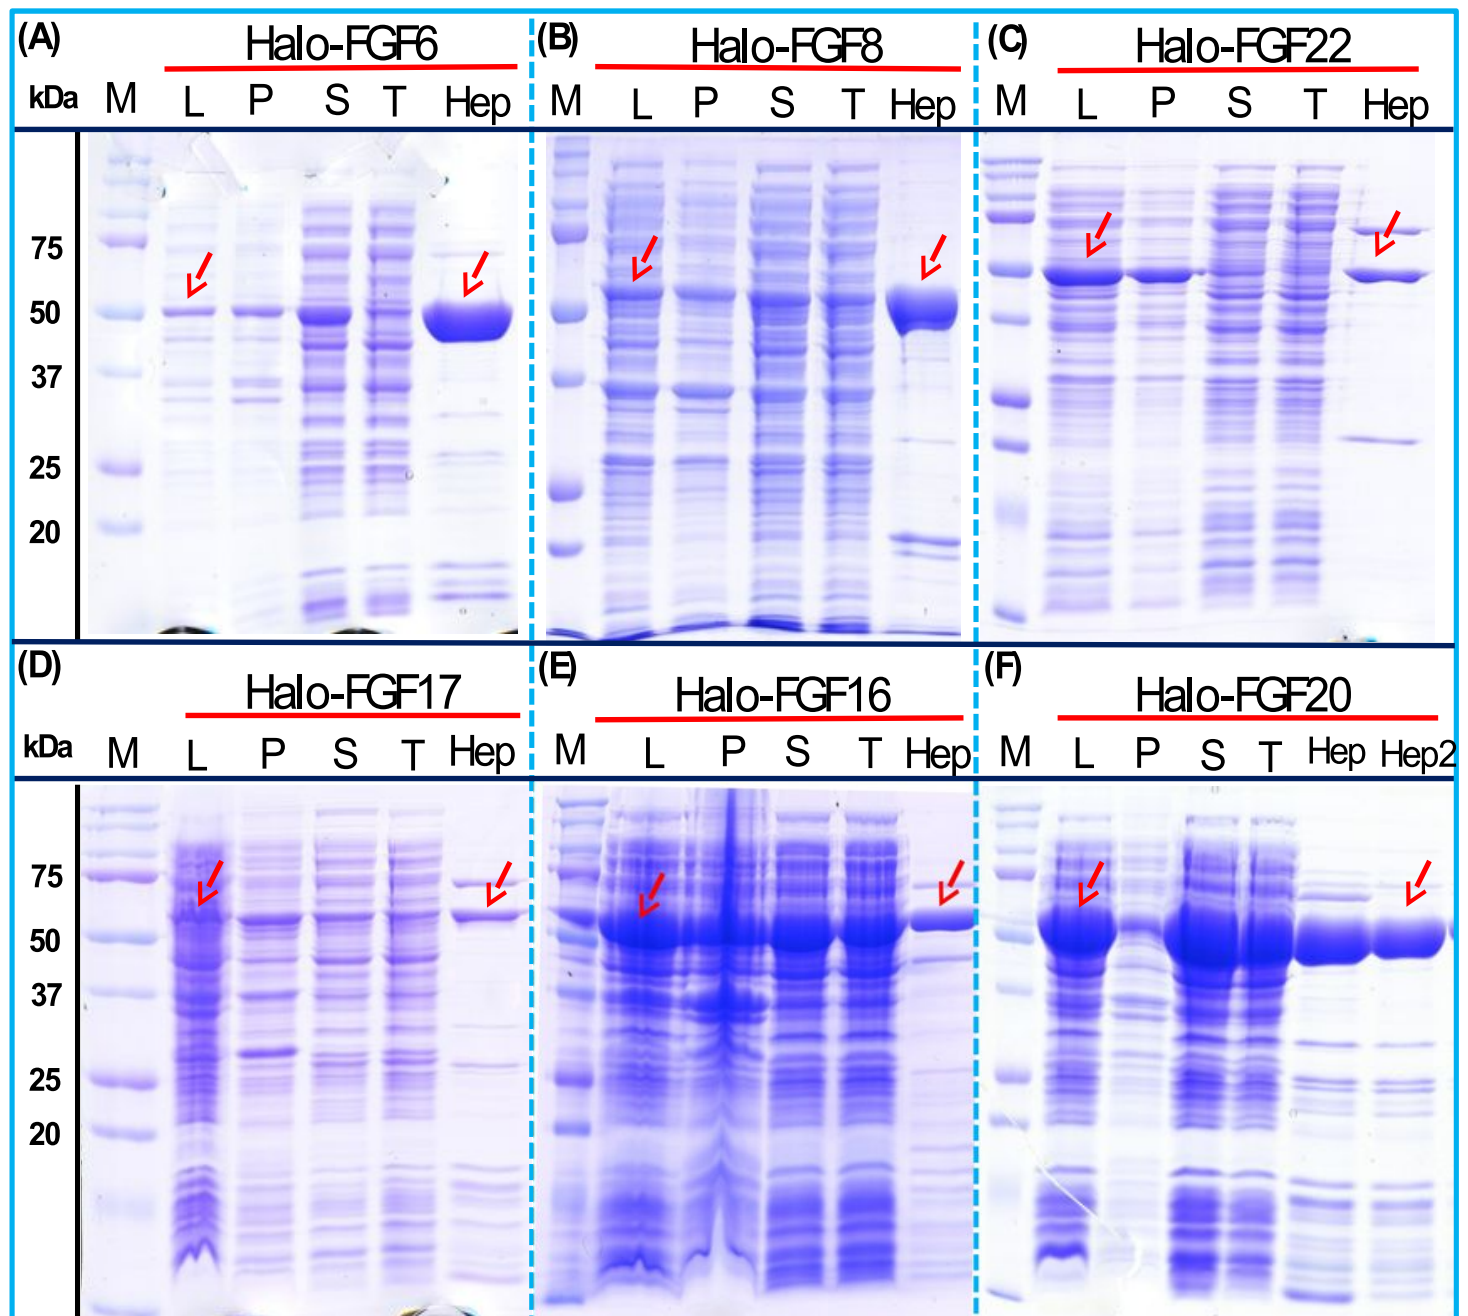 (A) Halo-FGF6
kDa M L P S T Hep
75
50
37
25
20
(B) Halo-FGF8
M L P S T Hep
(C) Halo-FGF22
M L P S T Hep
(D) Halo-FGF17
kDa M L P S T Hep
75
50
37
25
20
(E) Halo-FGF16
M L P S T Hep
(F) Halo-FGF20
M L P S T Hep Hep2